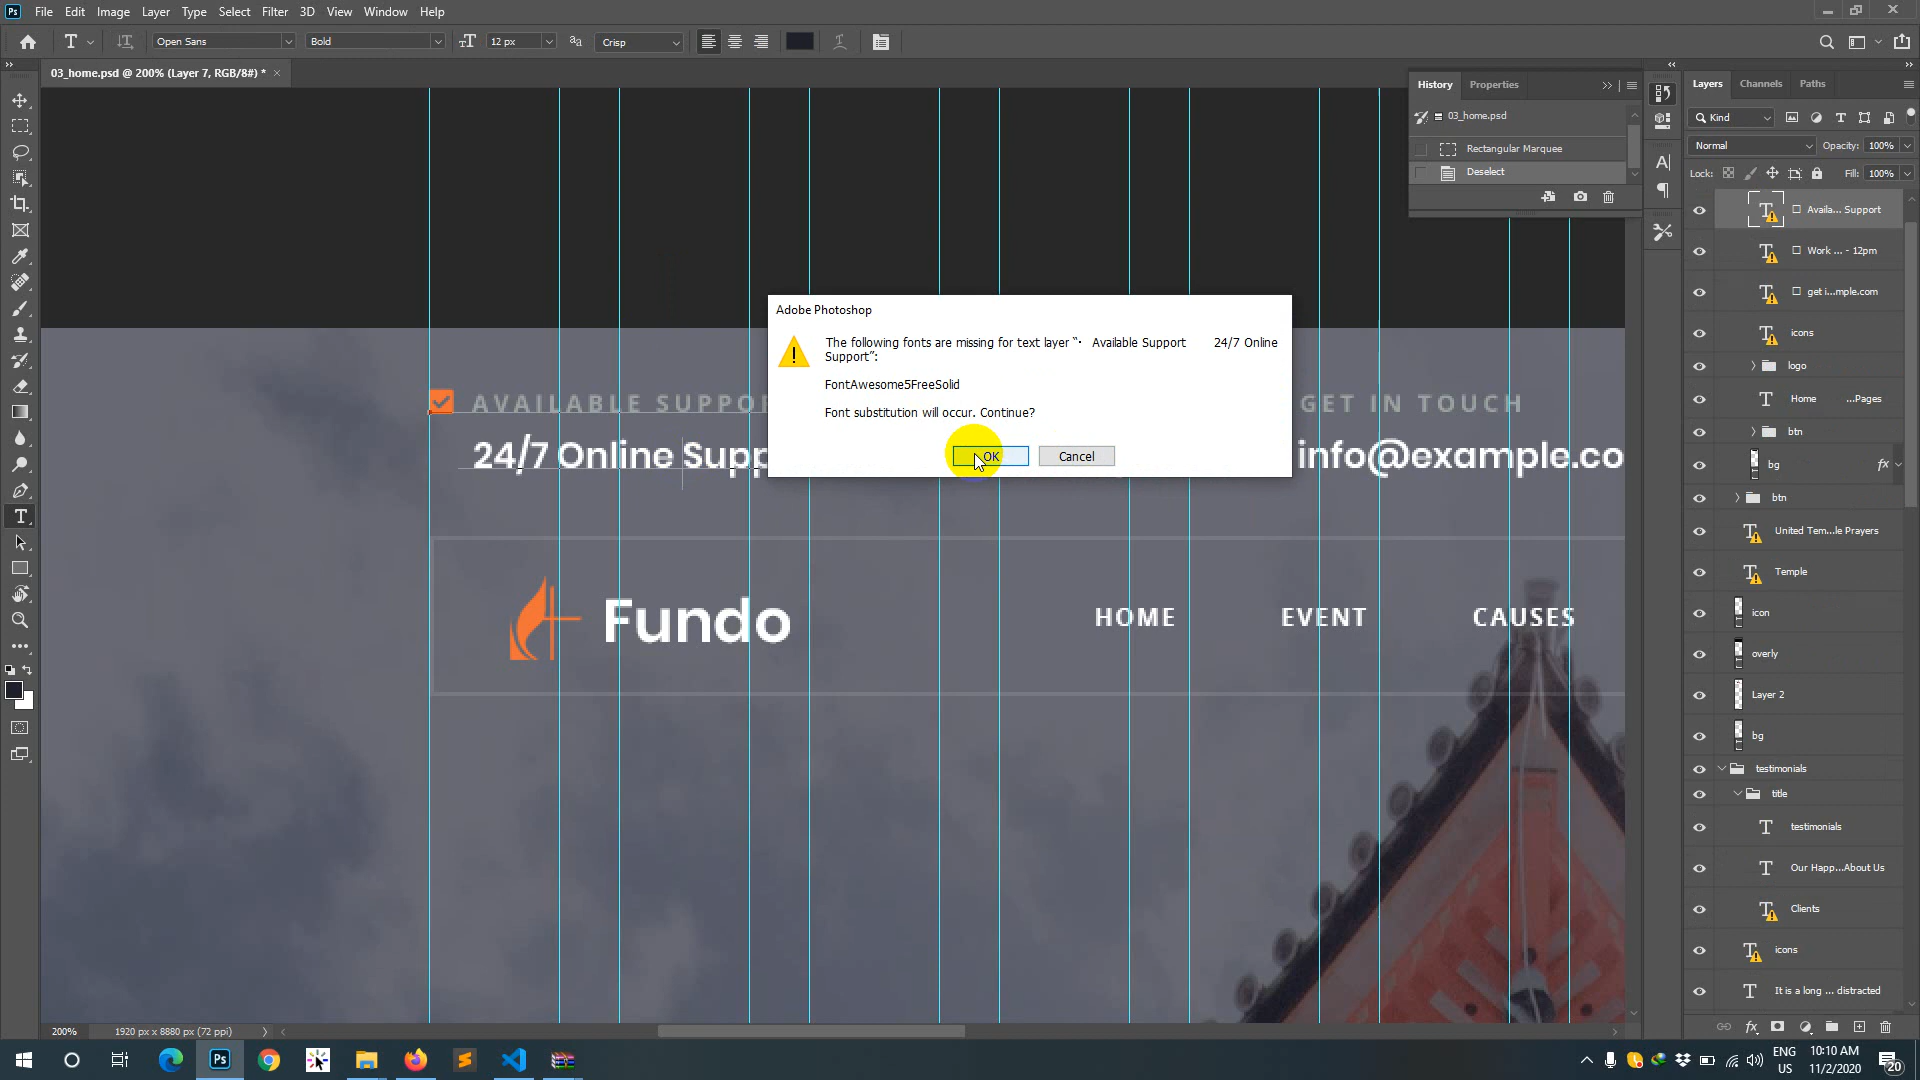 Ps File Edit Image Layer Type Select Filter 3D View Window Help
Open Sans Bold 12 px Crisp
03_home.psd @ 200% (Layer 7, RGB/8#) *
History Properties
03_home.psd
Rectangular Marquee
Deselect
Layers Channels Paths
Kind
Normal Opacity: 100%
Lock: Fill: 100%
Availa... Support
Work ... - 12pm
get i...mple.com
icons
logo
Home ...Pages
btn
bg fx
btn
United Tem...le Prayers
Temple
icon
overly
Layer 2
bg
testimonials
title
testimonials
Our Happ...About Us
Clients
icons
It is a long ... distracted
Adobe Photoshop
The following fonts are missing for text layer “· Available Support 24/7 Online
Support”:
FontAwesome5FreeSolid
Font substitution will occur. Continue?
OK Cancel
AVAILABLE SUPPOR
24/7 Online Supp
GET IN TOUCH
info@example.co
Fundo
HOME EVENT CAUSES
200% 1920 px x 8880 px (72 ppi)
Ps
ENG
US
10:10 AM
11/2/2020
20